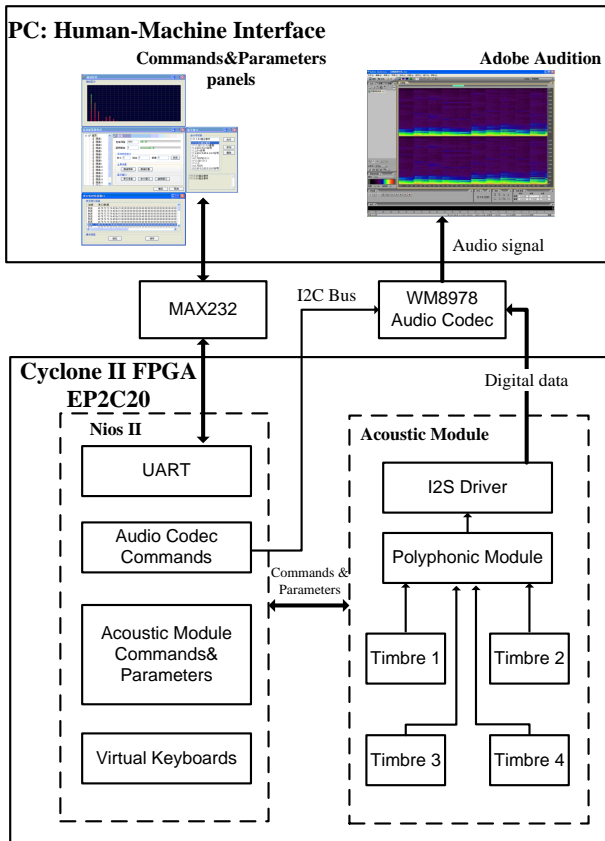 PC: Human-Machine Interface
Commands&Parameters
panels
Adobe Audition
Audio signal
MAX232
I2C Bus
WM8978
Audio Codec
Cyclone II FPGA
EP2C20
Digital data
Nios II
UART
Audio Codec
Commands
Acoustic Module
Commands&
Parameters
Virtual Keyboards
Commands &
Parameters
Acoustic Module
I2S Driver
Polyphonic Module
Timbre 1
Timbre 2
Timbre 3
Timbre 4